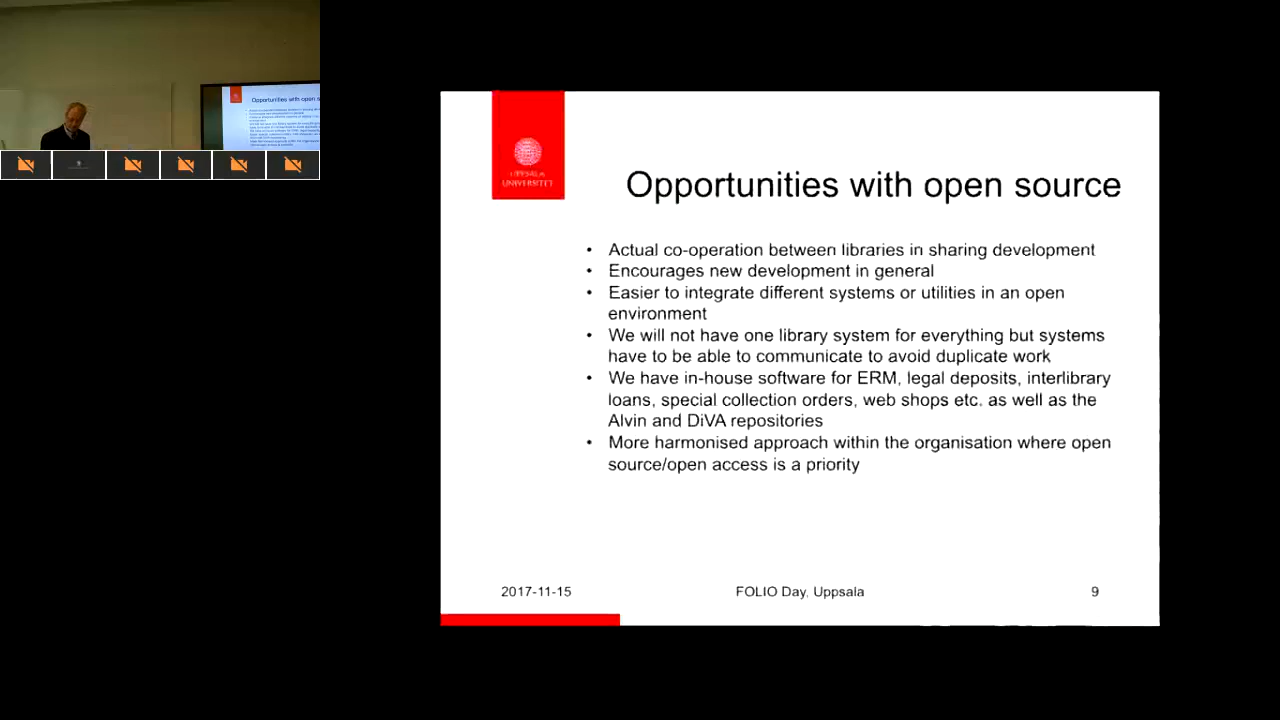 UPPSALA
UNIVERSITET
Opportunities with open source
• Actual co-operation between libraries in sharing development
• Encourages new development in general
• Easier to integrate different systems or utilities in an open
environment
• We will not have one library system for everything but systems
have to be able to communicate to avoid duplicate work
• We have in-house software for ERM, legal deposits, interlibrary
loans, special collection orders, web shops etc. as well as the
Alvin and DiVA repositories
• More harmonised approach within the organisation where open
source/open access is a priority
2017-11-15
FOLIO Day, Uppsala
9
Opportunities with open s